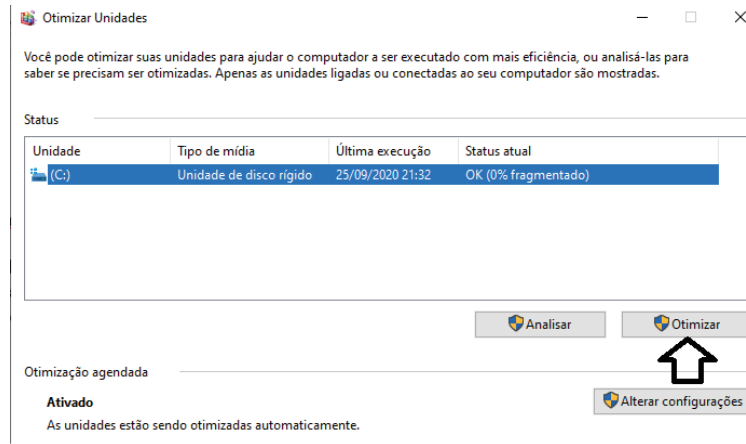 Otimizar Unidades
Você pode otimizar suas unidades para ajudar o computador a ser executado com mais eficiência, ou analisá-las para
saber se precisam ser otimizadas. Apenas as unidades ligadas ou conectadas ao seu computador são mostradas.
Status
Unidade Tipo de mídia Última execução Status atual
(C:) Unidade de disco rígido 25/09/2020 21:32 OK (0% fragmentado)
Analisar Otimizar
Otimização agendada
Ativado Alterar configurações
As unidades estão sendo otimizadas automaticamente.